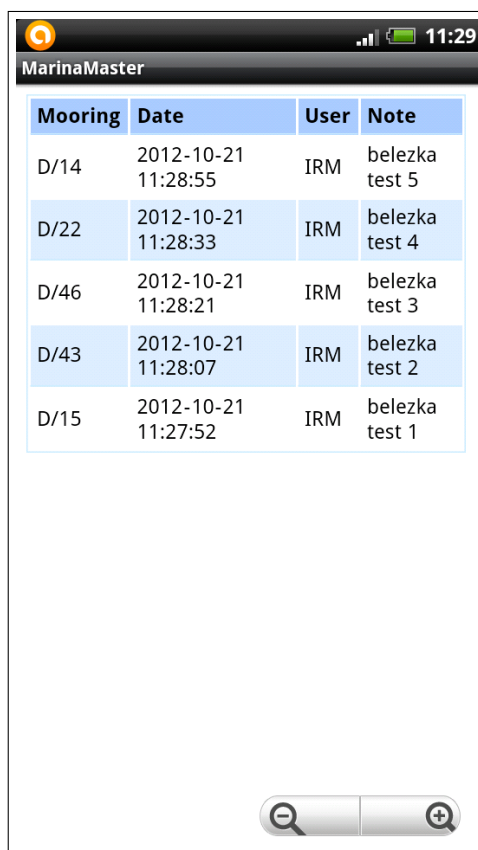 11:29
MarinaMaster
Mooring Date User Note
D/14 2012-10-21 11:28:55 IRM belezka test 5
D/22 2012-10-21 11:28:33 IRM belezka test 4
D/46 2012-10-21 11:28:21 IRM belezka test 3
D/43 2012-10-21 11:28:07 IRM belezka test 2
D/15 2012-10-21 11:27:52 IRM belezka test 1